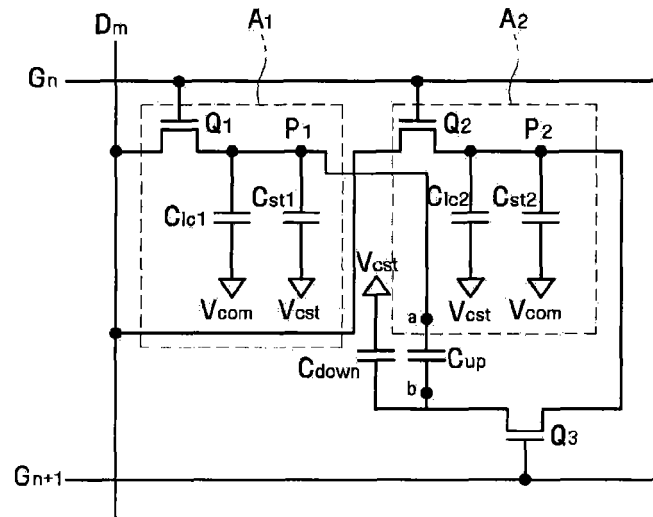 A1 A2
Dm
Gn
Q1 P1 Q2 P2
Clc1 Cst1 Clc2 Cst2
Vcst
Vcom Vcst Vcst Vcom
a
Cdown Cup
b
Q3
Gn+1